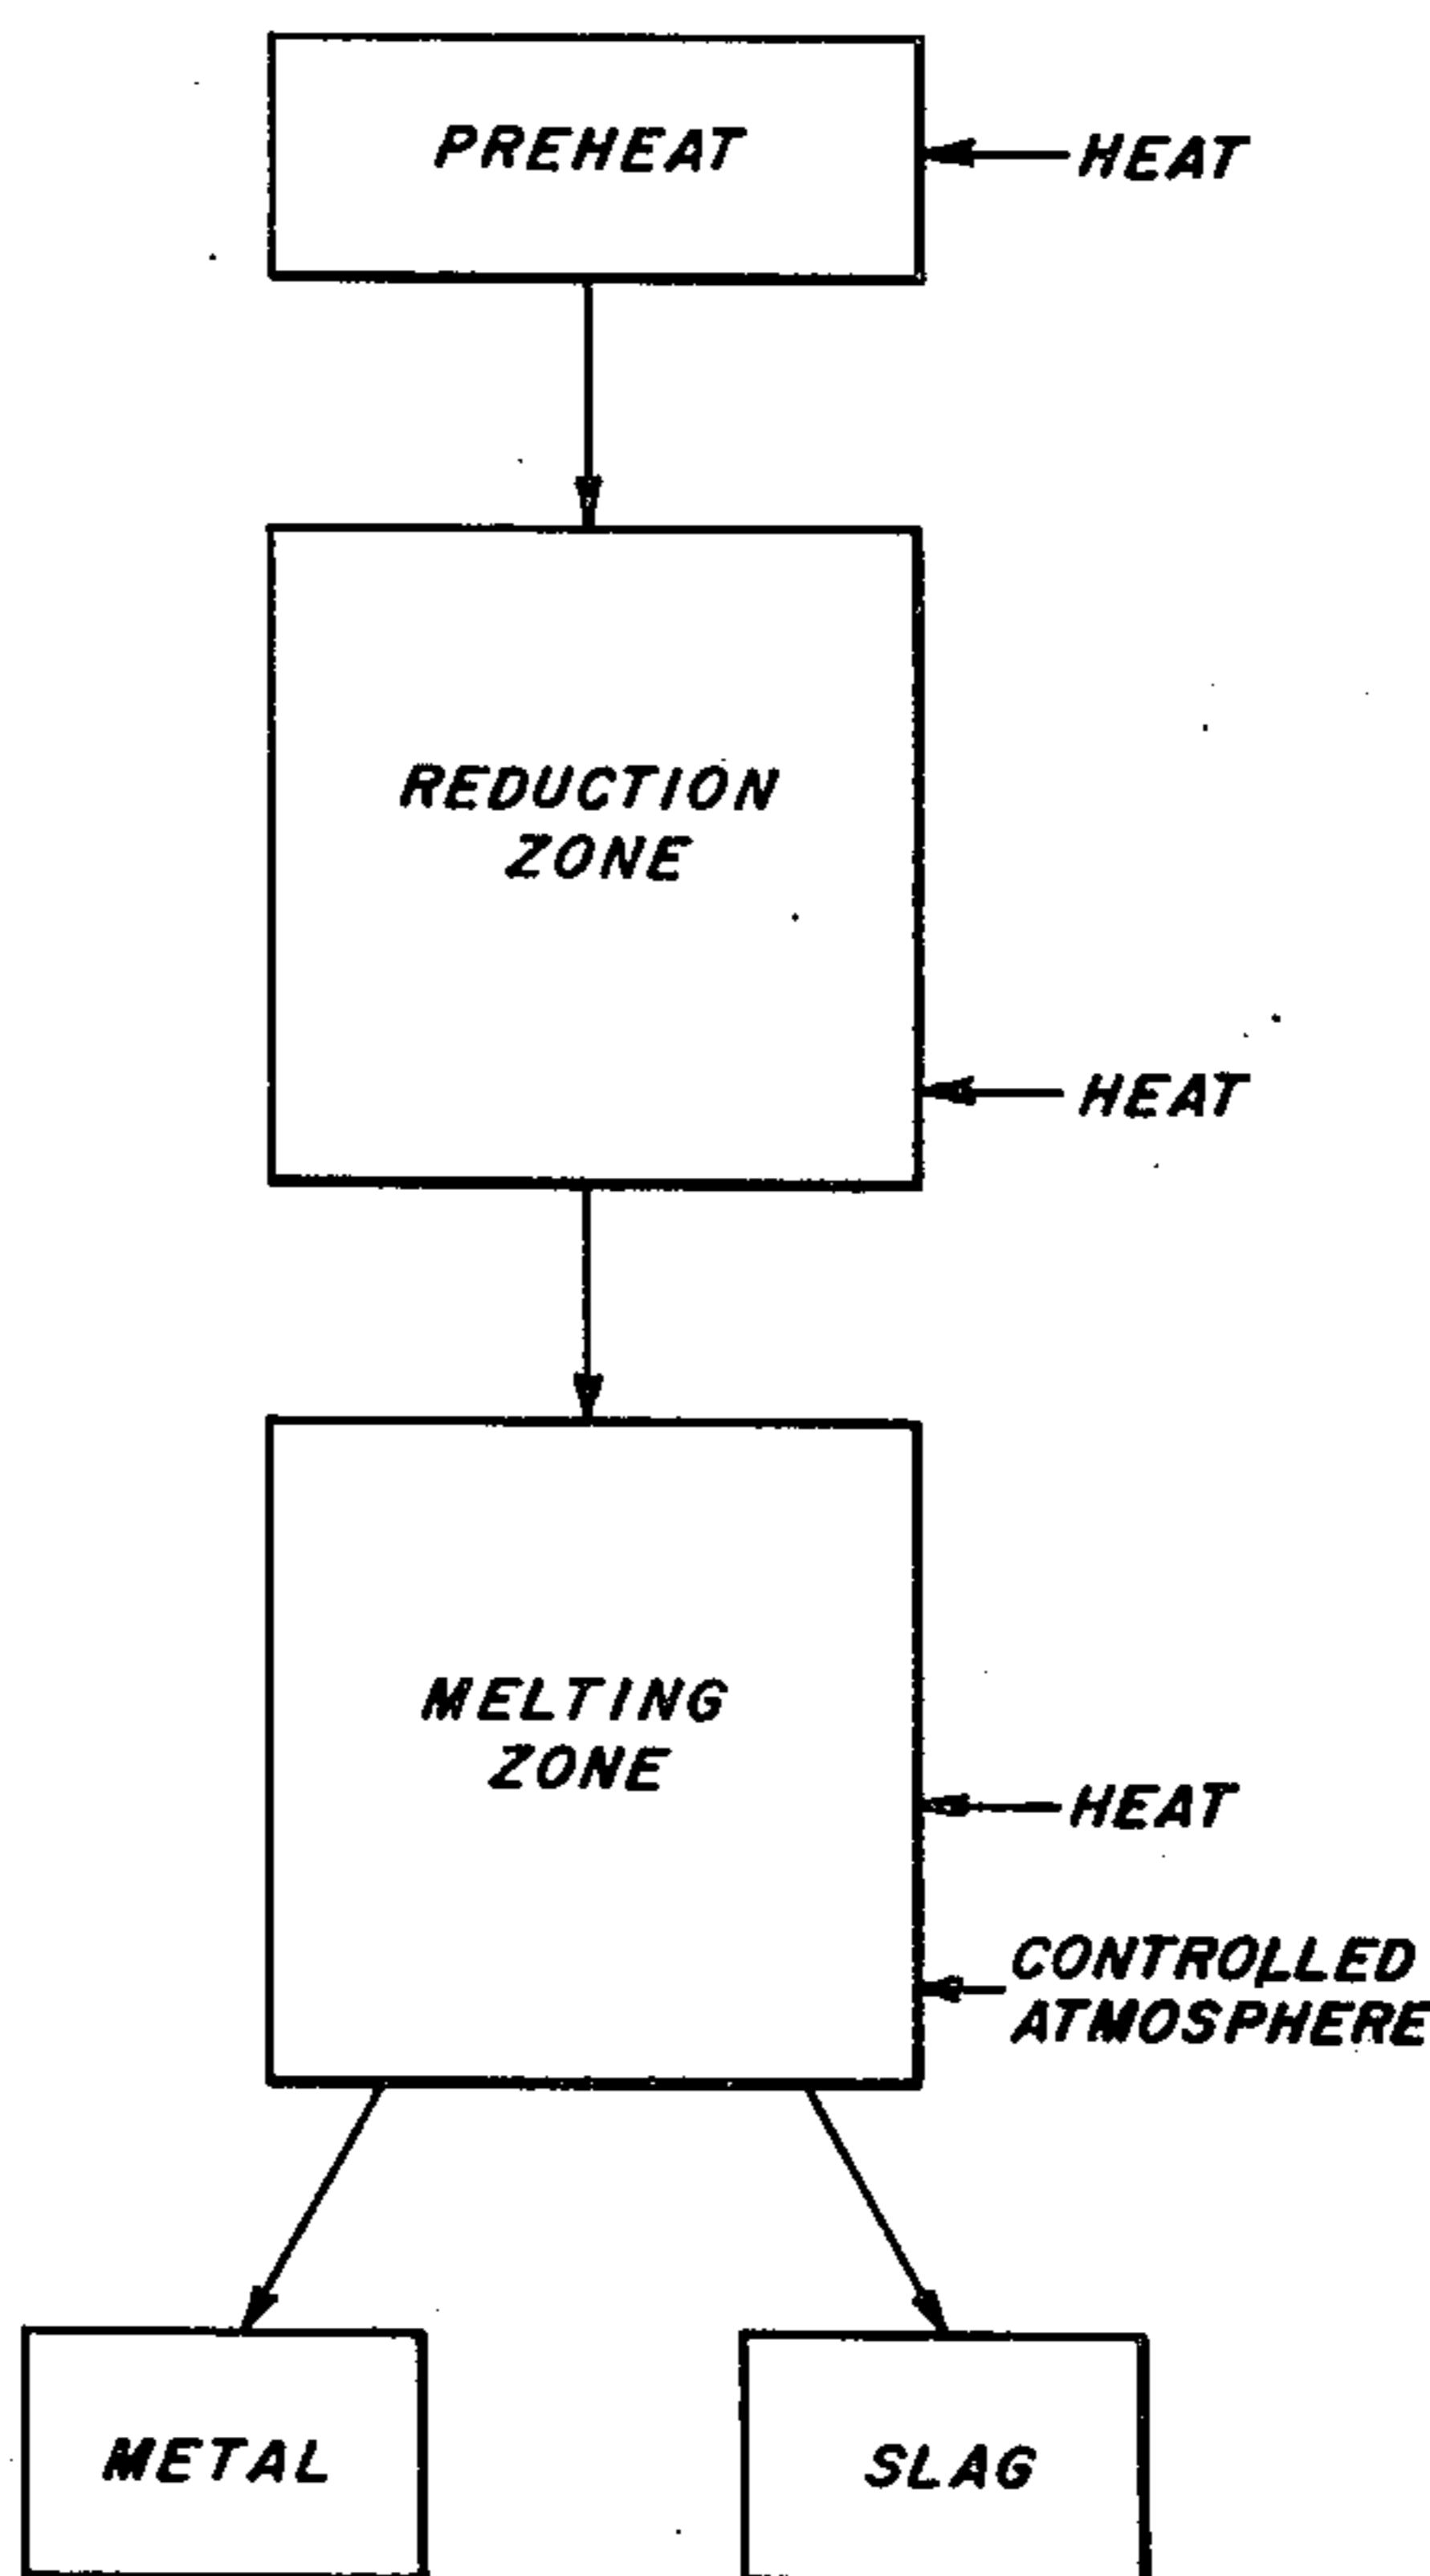 PREHEAT
HEAT
REDUCTION
ZONE
HEAT
MELTING
ZONE
HEAT
CONTROLLED
ATMOSPHERE
METAL
SLAG